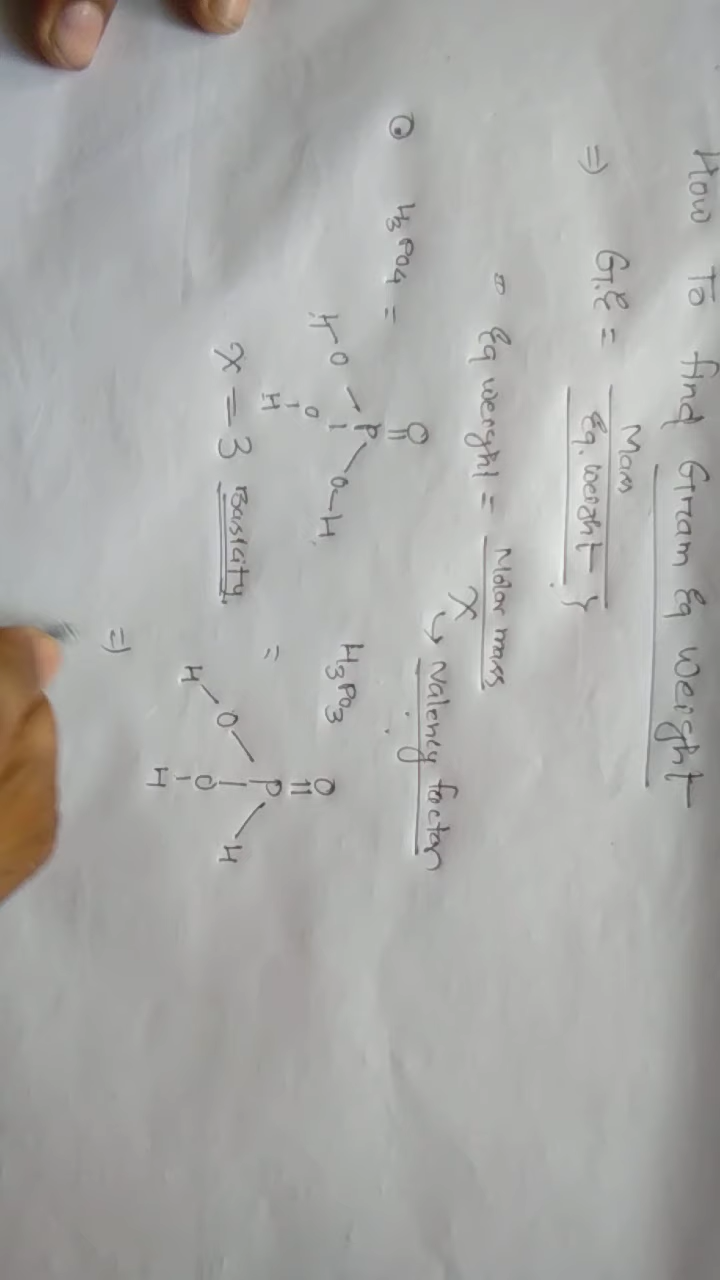 How To find Gram Eq weight
=) G.E = Mass / Eq. weight }
Eq weight = Molar mass / x
↳ Valency factor
H3PO4 =
O
||
H O P O-H
O
H
x = 3 Basicity
H3PO3
=
O
||
H-O P H
O
H
=)